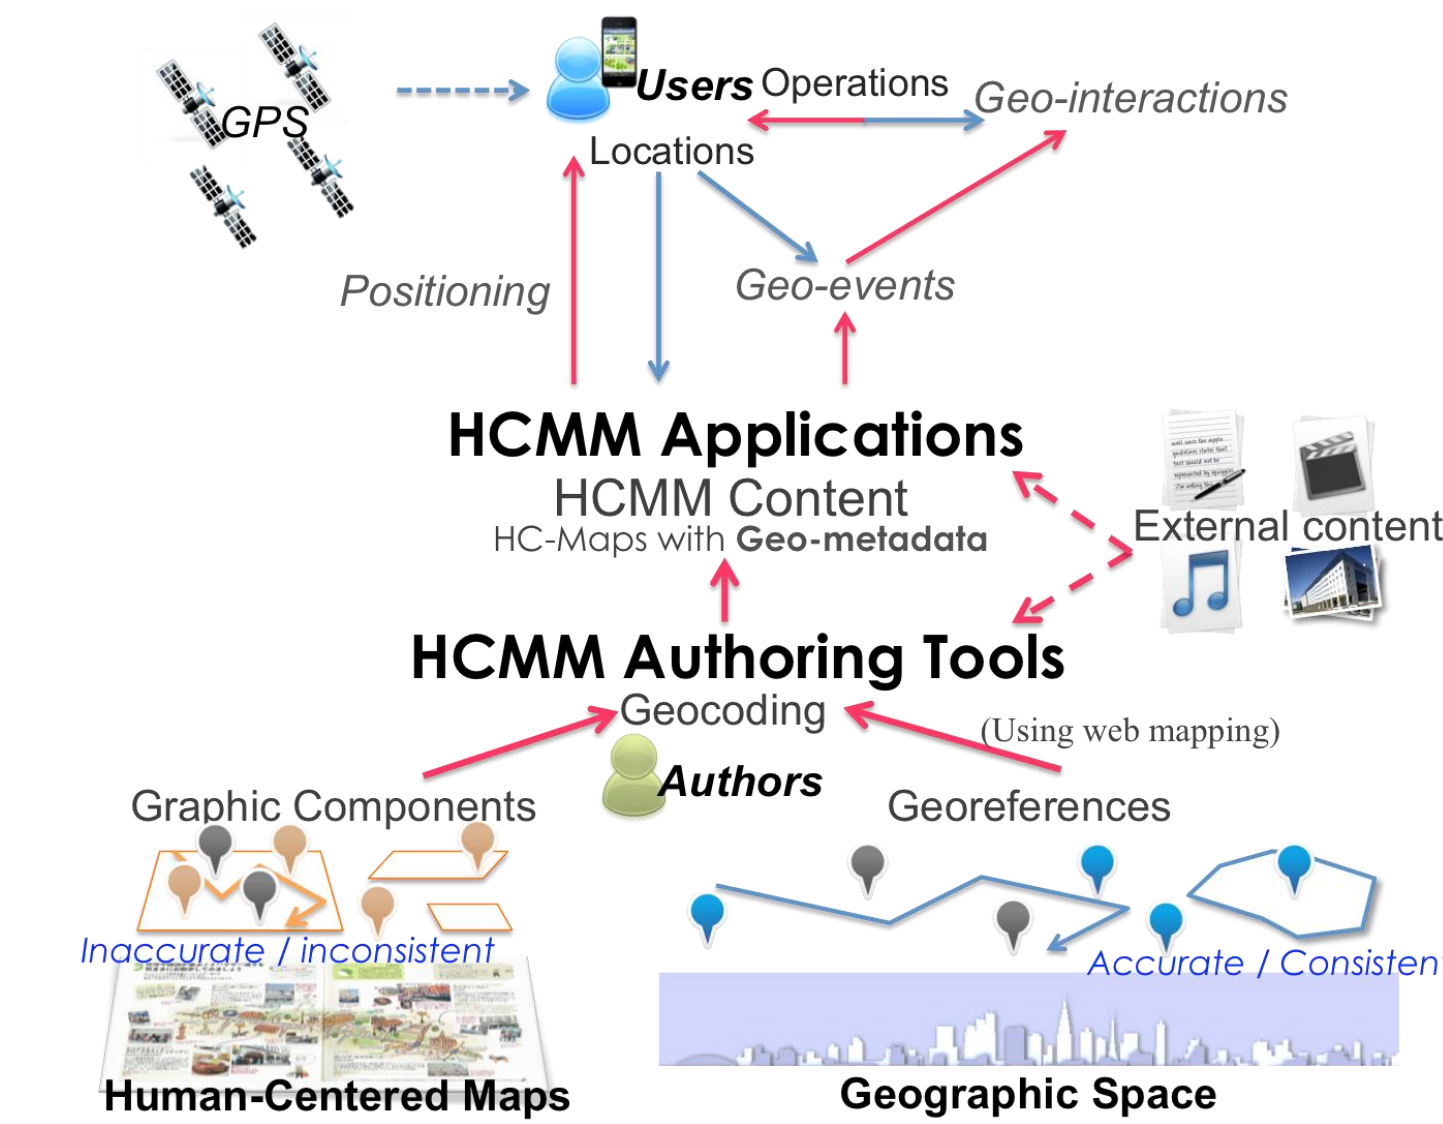 GPS
Users Operations
Geo-interactions
Locations
Positioning
Geo-events
HCMM Applications
HCMM Content
HC-Maps with Geo-metadata
External content
HCMM Authoring Tools
Geocoding
(Using web mapping)
Authors
Graphic Components
Georeferences
Inaccurate / inconsistent
Accurate / Consistent
Human-Centered Maps
Geographic Space